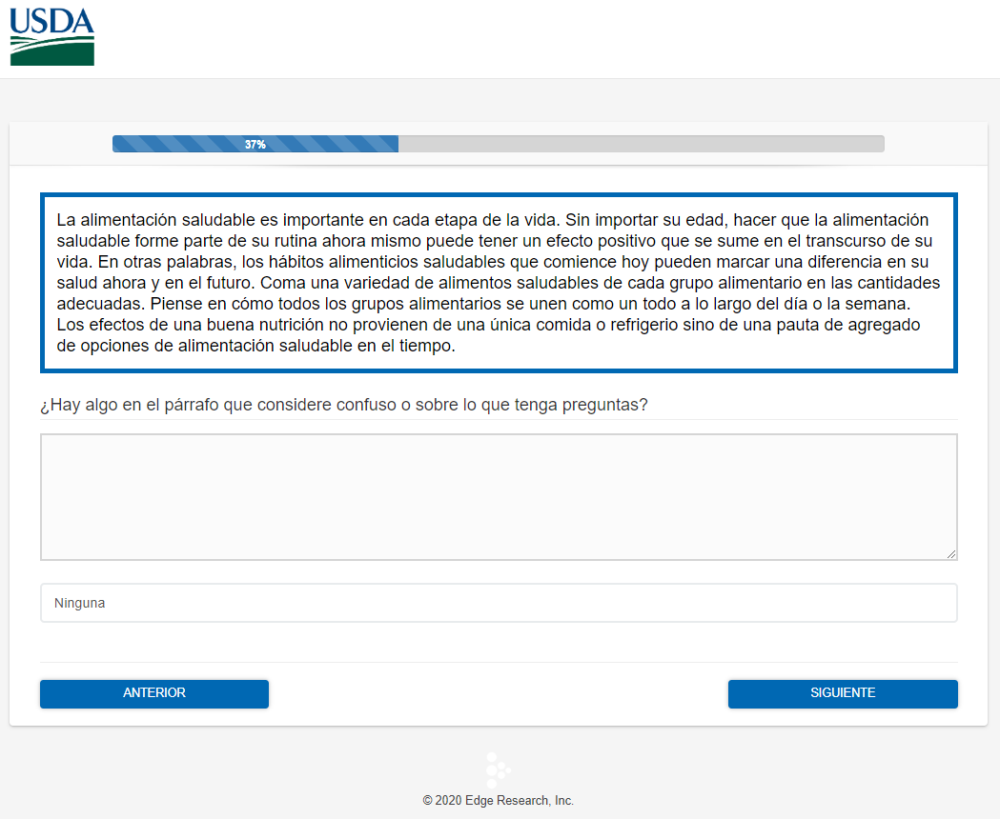 USDA
37%
La alimentación saludable es importante en cada etapa de la vida. Sin importar su edad, hacer que la alimentación
saludable forme parte de su rutina ahora mismo puede tener un efecto positivo que se sume en el transcurso de su
vida. En otras palabras, los hábitos alimenticios saludables que comience hoy pueden marcar una diferencia en su
salud ahora y en el futuro. Coma una variedad de alimentos saludables de cada grupo alimentario en las cantidades
adecuadas. Piense en cómo todos los grupos alimentarios se unen como un todo a lo largo del día o la semana.
Los efectos de una buena nutrición no provienen de una única comida o refrigerio sino de una pauta de agregado
de opciones de alimentación saludable en el tiempo.
¿Hay algo en el párrafo que considere confuso o sobre lo que tenga preguntas?
Ninguna
ANTERIOR
SIGUIENTE
© 2020 Edge Research, Inc.